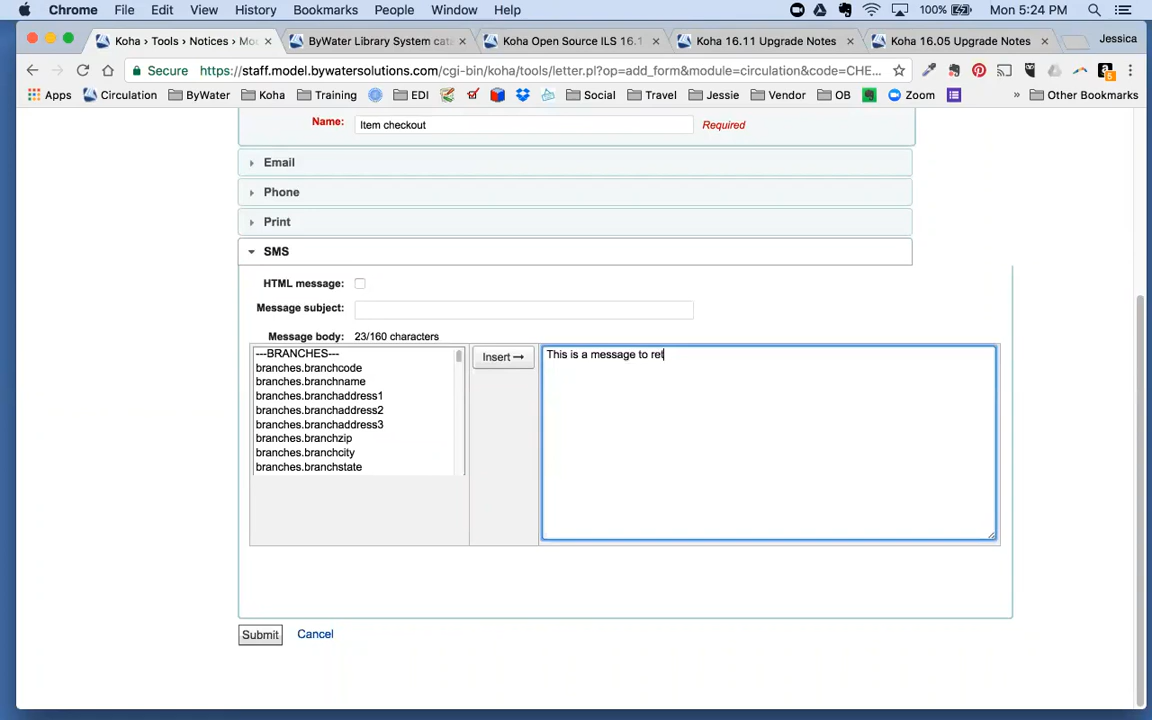 Chrome File Edit View History Bookmarks People Window Help 100% Mon 5:24 PM
Koha › Tools › Notices › Mo ByWater Library System cat Koha Open Source ILS 16.1 Koha 16.11 Upgrade Notes Koha 16.05 Upgrade Notes Jessica
Secure https://staff.model.bywatersolutions.com/cgi-bin/koha/tools/letter.pl?op=add_form&module=circulation&code=CHE...
Apps Circulation ByWater Koha Training EDI Social Travel Jessie Vendor OB Zoom » Other Bookmarks
Name: Item checkout Required
Email
Phone
Print
SMS
HTML message:
Message subject:
Message body: 23/160 characters
---BRANCHES---
branches.branchcode
branches.branchname
branches.branchaddress1
branches.branchaddress2
branches.branchaddress3
branches.branchzip
branches.branchcity
branches.branchstate
Insert →
This is a message to ret
Submit Cancel